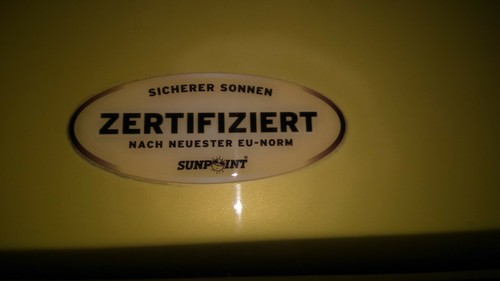 SICHERER SONNEN
ZERTIFIZIERT
NACH NEUESTER EU-NORM
SUNPOINT